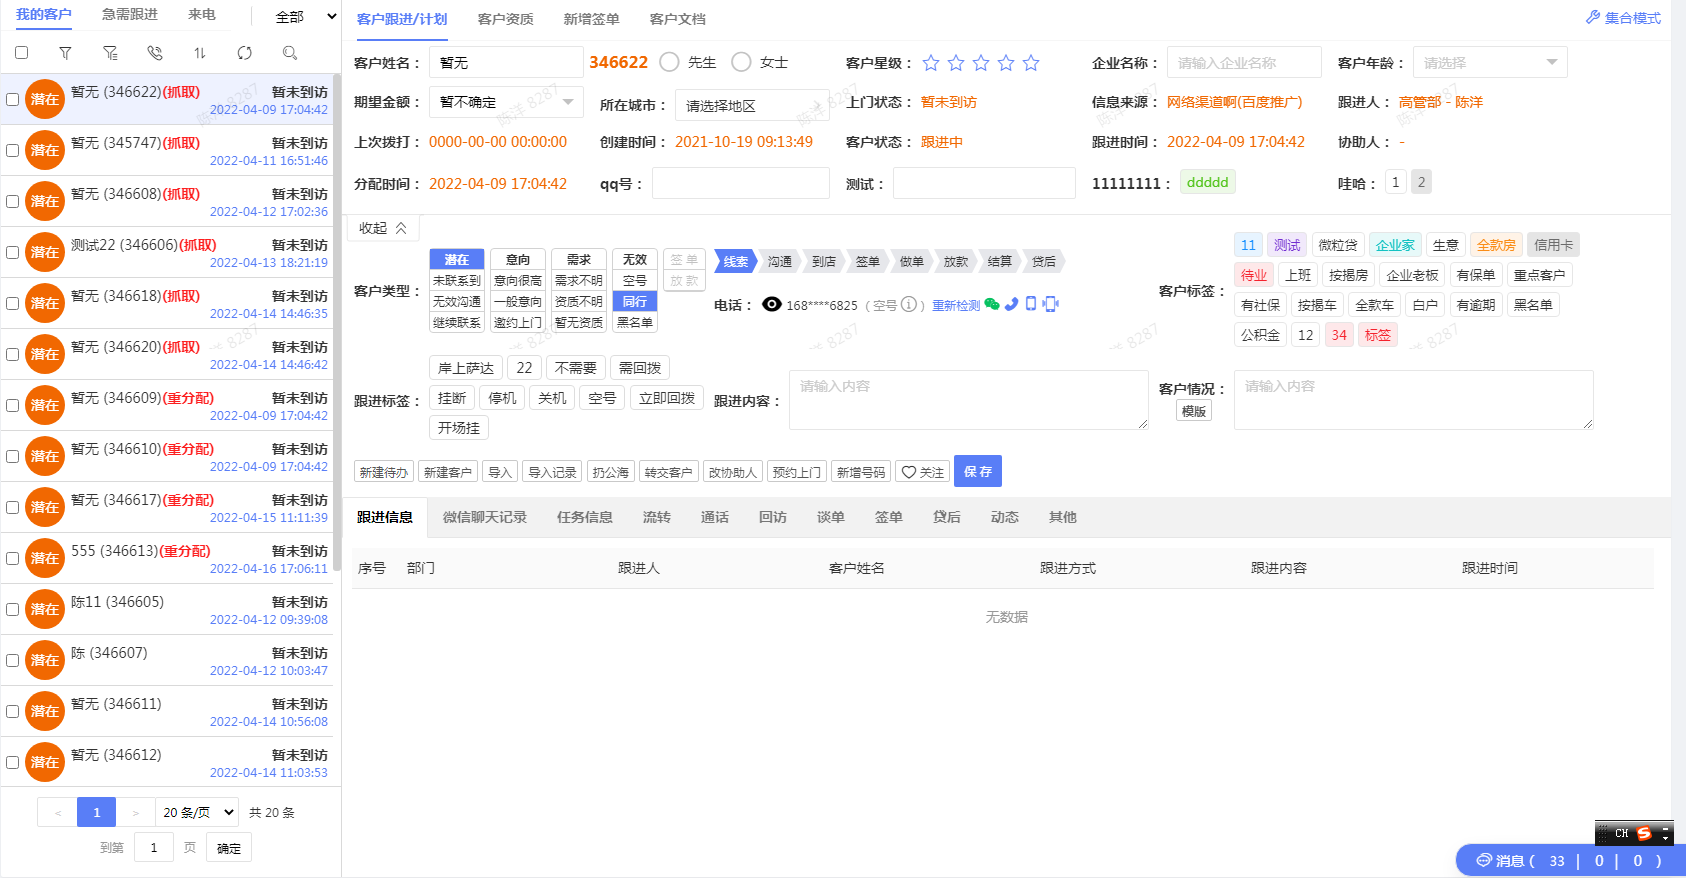 我的客户 急需跟进 来电 全部
暂无 (346622)(抓取) 暂未到访
2022-04-09 17:04:42
潜在
暂无 (345747)(抓取) 暂未到访
2022-04-11 16:51:46
潜在
暂无 (346608)(抓取) 暂未到访
2022-04-12 17:02:36
潜在
测试22 (346606)(抓取) 暂未到访
2022-04-13 18:21:19
潜在
暂无 (346618)(抓取) 暂未到访
2022-04-14 14:46:35
潜在
暂无 (346620)(抓取) 暂未到访
2022-04-14 14:46:42
潜在
暂无 (346609)(重分配) 暂未到访
2022-04-09 17:04:42
潜在
暂无 (346610)(重分配) 暂未到访
2022-04-09 17:04:42
潜在
暂无 (346617)(重分配) 暂未到访
2022-04-15 11:11:39
潜在
555 (346613)(重分配) 暂未到访
2022-04-16 17:06:11
潜在
陈11 (346605) 暂未到访
2022-04-12 09:39:08
潜在
陈 (346607) 暂未到访
2022-04-12 10:03:47
潜在
暂无 (346611) 暂未到访
2022-04-14 10:56:08
潜在
暂无 (346612) 暂未到访
2022-04-14 11:03:53
潜在
< 1 > 20 条/页 共 20 条
到第 1 页 确定
客户跟进/计划 客户资质 新增签单 客户文档 集合模式
客户姓名： 暂无 346622 先生 女士 客户星级： 企业名称： 请输入企业名称 客户年龄： 请选择
期望金额： 暂不确定 所在城市： 请选择地区 上门状态： 暂未到访 信息来源： 网络渠道啊(百度推广) 跟进人： 高管部 - 陈洋
上次拨打： 0000-00-00 00:00:00 创建时间： 2021-10-19 09:13:49 客户状态： 跟进中 跟进时间： 2022-04-09 17:04:42 协助人： -
分配时间： 2022-04-09 17:04:42 qq号： 测试： 11111111： ddddd 哇哈： 1 2
陈洋 8287 陈洋 8287 陈洋 8287 陈洋 8287
收起
客户类型：
潜在 意向 需求 无效 签单
未联系到 意向很高 需求不明 空号 放款
无效沟通 一般意向 资质不明 同行
继续联系 邀约上门 暂无资质 黑名单
线索 沟通 到店 签单 做单 放款 结算 贷后
电话： 168****6825 (空号 ) 重新检测
客户标签：
11 测试 微粒贷 企业家 生意 全款房 信用卡
待业 上班 按揭房 企业老板 有保单 重点客户
有社保 按揭车 全款车 白户 有逾期 黑名单
公积金 12 34 标签
跟进标签：
岸上萨达 22 不需要 需回拨
挂断 停机 关机 空号 立即回拨
开场挂
跟进内容： 请输入内容
客户情况： 请输入内容
模版
新建待办 新建客户 导入 导入记录 扔公海 转交客户 改协助人 预约上门 新增号码 关注 保存
跟进信息 微信聊天记录 任务信息 流转 通话 回访 谈单 签单 贷后 动态 其他
序号 部门 跟进人 客户姓名 跟进方式 跟进内容 跟进时间
无数据
CH
消息 ( 33 | 0 | 0 )